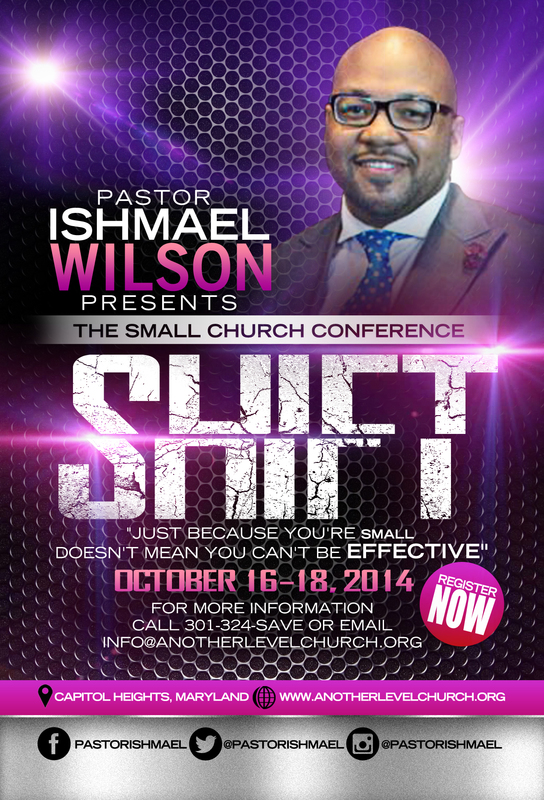 PASTOR
ISHMAEL
WILSON
PRESENTS
THE SMALL CHURCH CONFERENCE
SHIFT
"JUST BECAUSE YOU'RE SMALL
DOESN'T MEAN YOU CAN'T BE EFFECTIVE"
OCTOBER 16-18, 2014
FOR MORE INFORMATION
CALL 301-324-SAVE OR EMAIL
INFO@ANOTHERLEVELCHURCH.ORG
REGISTER
NOW
CAPITOL HEIGHTS, MARYLAND WWW.ANOTHERLEVELCHURCH.ORG
PASTORISHMAEL @PASTORISHMAEL @PASTORISHMAEL